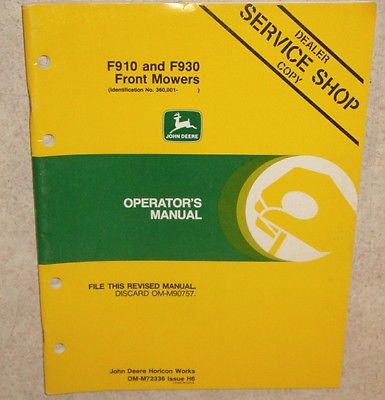 DEALER
SERVICE SHOP
COPY
F910 and F930
Front Mowers
(Identification No. 360,001-          )
JOHN DEERE
OPERATOR'S
MANUAL
FILE THIS REVISED MANUAL,
DISCARD OM-M90757.
John Deere Horicon Works
OM-M72336 Issue H6